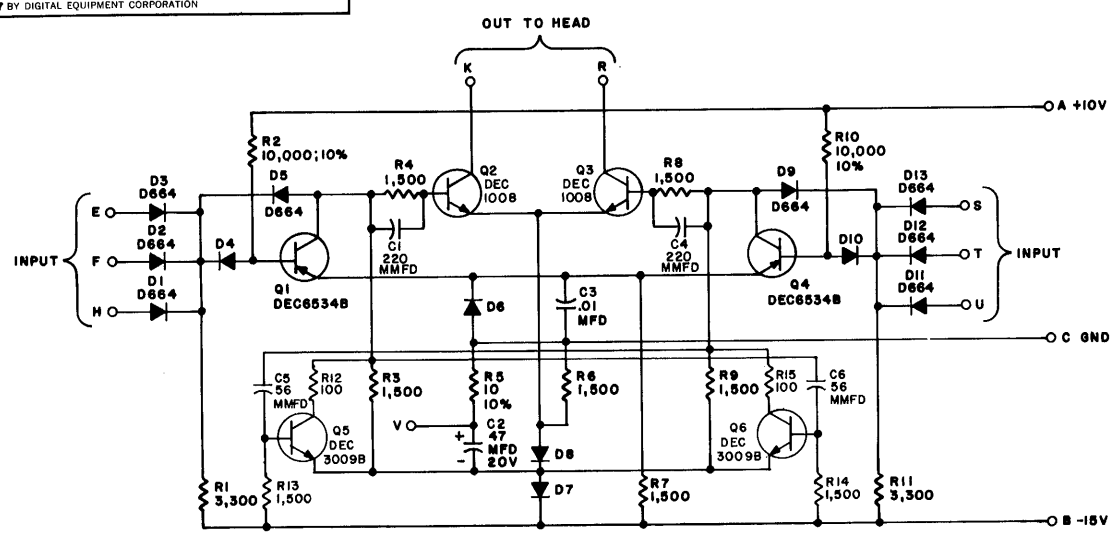 BY DIGITAL EQUIPMENT CORPORATION
OUT TO HEAD
K
R
A +10V
R2
10,000;10%
R10
10,000
10%
R4
1,500
Q2
DEC
1008
Q3
DEC
1008
R8
1,500
D5
D664
D9
D664
D3
D664
D13
D664
E
S
D2
D664
D12
D664
C1
220
MMFD
C4
220
MMFD
D4
D10
INPUT
F
T
INPUT
D1
D664
D11
D664
Q1
DEC6534B
Q4
DEC6534B
H
U
D6
C3
.01
MFD
C GND
C5
56
MMFD
R12
100
R3
1,500
R5
10
10%
R6
1,500
R9
1,500
R15
100
C6
56
MMFD
V
C2
47
MFD
20V
+
-
Q5
DEC
3009B
Q6
DEC
3009B
D8
D7
R1
3,300
R13
1,500
R7
1,500
R14
1,500
R11
3,300
B -15V